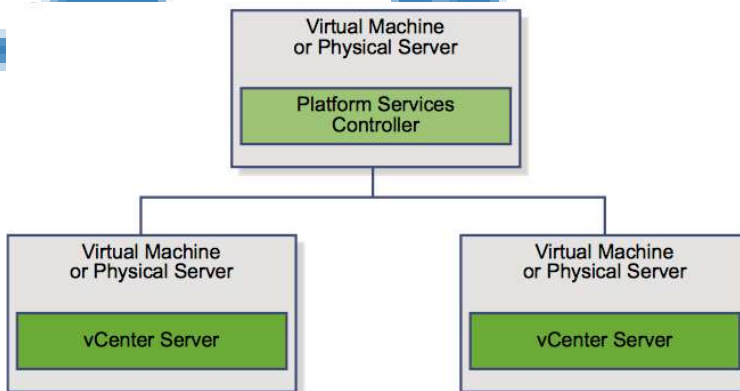 Virtual Machine
or Physical Server
Platform Services
Controller
Virtual Machine
or Physical Server
vCenter Server
Virtual Machine
or Physical Server
vCenter Server